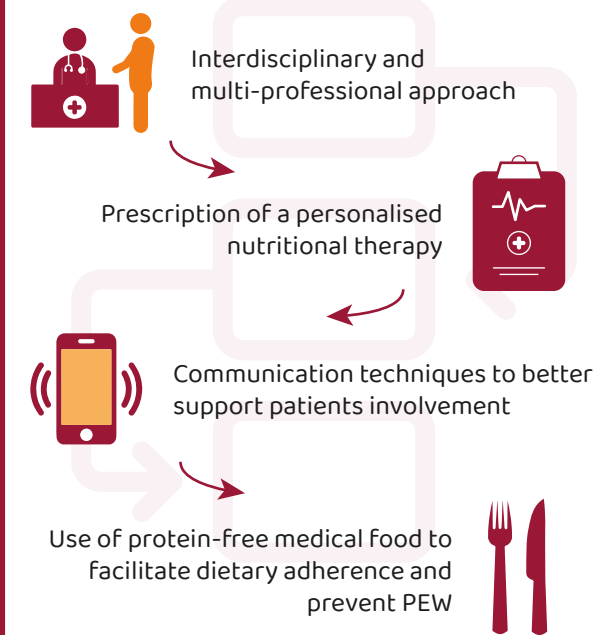 Interdisciplinary and
multi-professional approach
Prescription of a personalised
nutritional therapy
Communication techniques to better
support patients involvement
Use of protein-free medical food to
facilitate dietary adherence and
prevent PEW